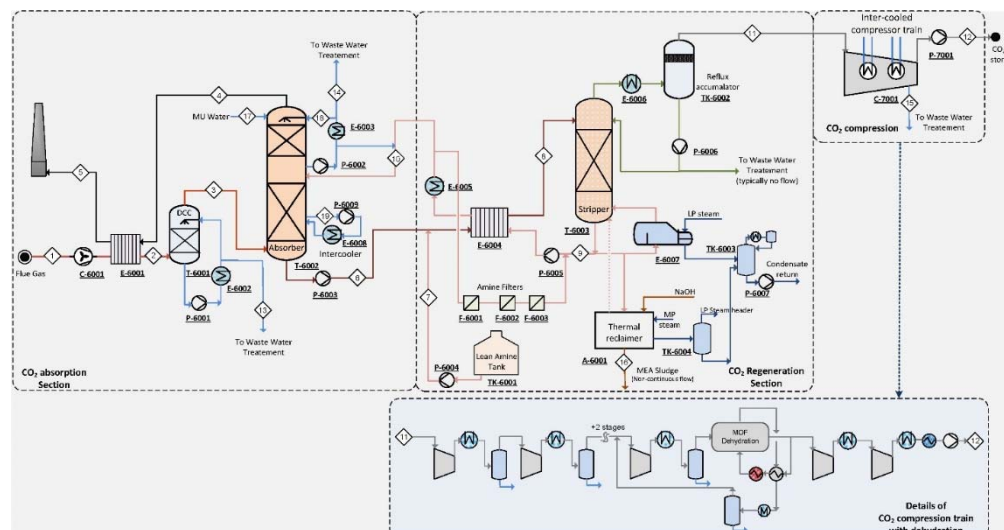 To Waste Water
Treatement
14
4
MU Water
17
18
E-6003
P-6002
10
5
3
DCC
P-6009
19
E-6008
Intercooler
Absorber
T-6002
1
2
Flue Gas
C-6001
E-6001
T-6001
E-6002
P-6001
P-6003
6
13
To Waste Water
Treatement
CO₂ absorption
Section
11
Reflux
accumalator
TK-6002
E-6006
P-6006
To Waste Water
Treatement
(typically no flow)
8
E-6005
Stripper
T-6003
LP steam
E-6004
E-6007
TK-6003
P-6005
9
P-6007
Condensate
return
7
Amine Filters
F-6001
F-6002
F-6003
NaOH
MP
steam
LP Steam header
Thermal
reclaimer
TK-6004
A-6001
16
MEA Sludge
(Non-continuous flow)
Lean Amine
Tank
P-6004
TK-6001
CO₂ Regeneration
Section
Inter-cooled
compressor train
12
P-7001
CO₂
C-7001
15
To Waste Water
Treatement
CO₂ compression
11
+2 stages
MOF
Dehydration
12
Details of
CO₂ compression train
with dehydration